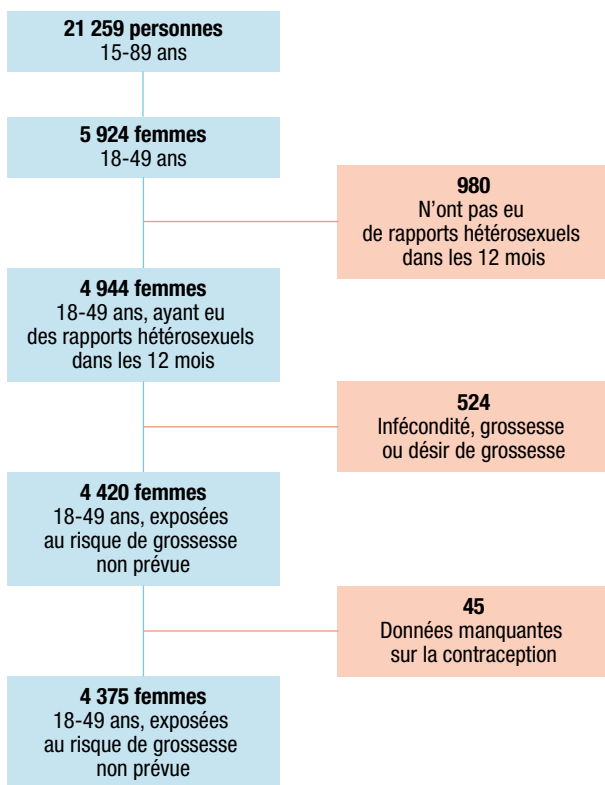 21 259 personnes
15-89 ans
5 924 femmes
18-49 ans
980
N'ont pas eu
de rapports hétérosexuels
dans les 12 mois
4 944 femmes
18-49 ans, ayant eu
des rapports hétérosexuels
dans les 12 mois
524
Infécondité, grossesse
ou désir de grossesse
4 420 femmes
18-49 ans, exposées
au risque de grossesse
non prévue
45
Données manquantes
sur la contraception
4 375 femmes
18-49 ans, exposées
au risque de grossesse
non prévue